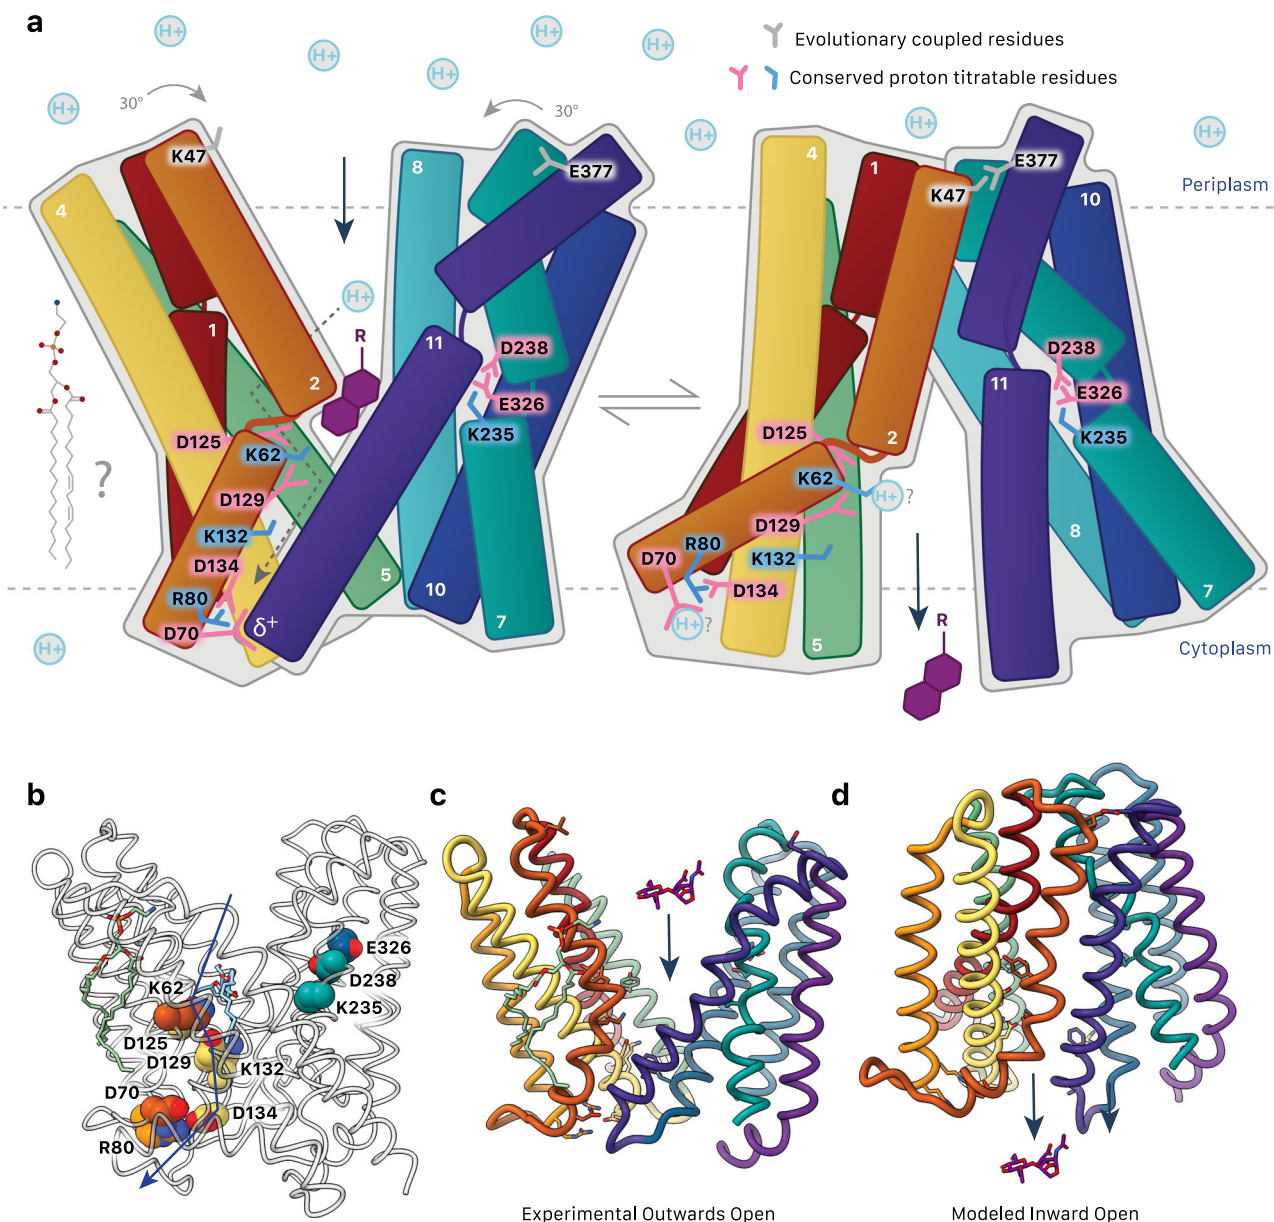 a
H+
H+
H+
H+
H+
Evolutionary coupled residues
Conserved proton titratable residues
30°
30°
H+
H+
H+
H+
K47
8
E377
4
1
E377
K47
10
Periplasm
4
H+
R
1
11
D238
2
E326
K235
D125
K62
D129
K132
D134
R80
D70
δ+
5
10
7
?
D238
E326
K235
11
D125
2
K62
H+
?
D129
R80
D70
K132
D134
H+
?
5
8
7
H+
R
Cytoplasm
b
c
d
E326
D238
K235
K62
D125
D129
K132
D70
D134
R80
Experimental Outwards Open
Modeled Inward Open